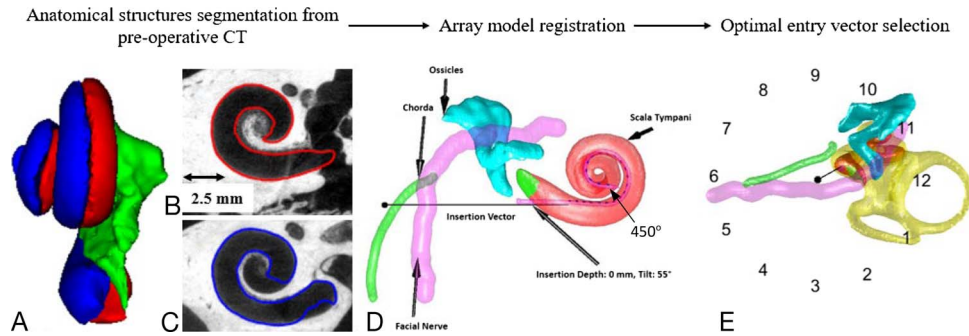 Anatomical structures segmentation from
pre-operative CT
Array model registration
Optimal entry vector selection
A
B
2.5 mm
C
Ossicles
Chorda
Scala Tympani
Insertion Vector
450°
Insertion Depth: 0 mm, Tilt: 55°
Facial Nerve
D
9
8
10
7
11
6
12
5
1
4
3
2
E